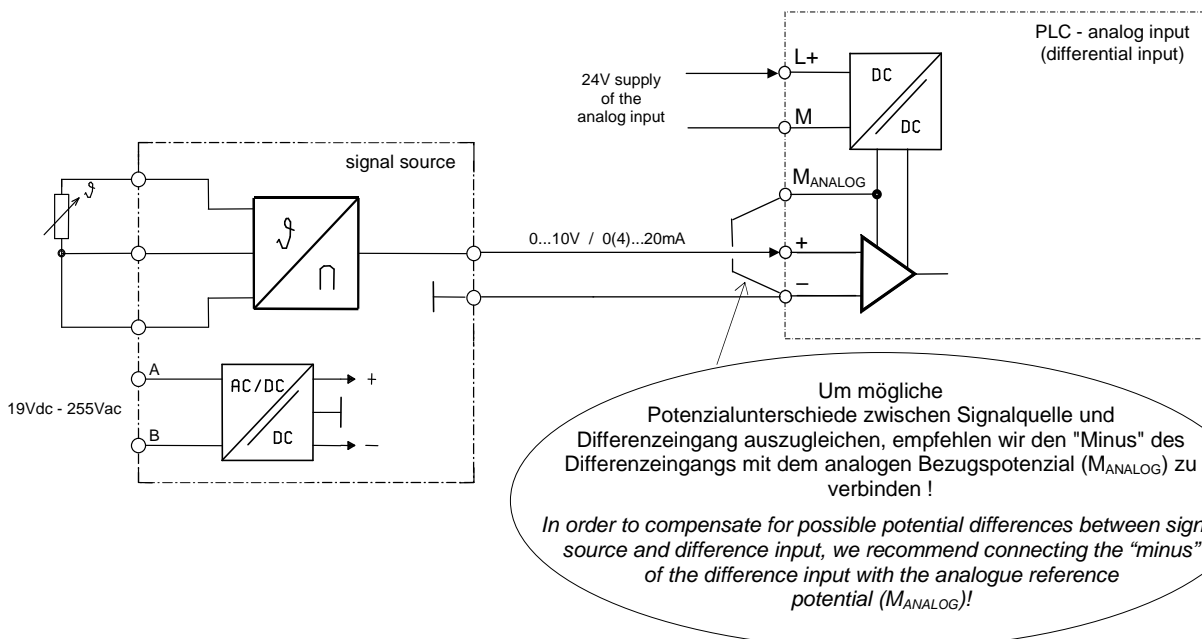 PLC - analog input
(differential input)
L+
24V supply
of the
analog input
M
DC
DC
signal source
M_ANALOG
ϑ
ϑ
∩
0...10V / 0(4)...20mA
+
−
A
B
19Vdc - 255Vac
AC/DC
DC
+
−
Um mögliche
Potenzialunterschiede zwischen Signalquelle und
Differenzeingang auszugleichen, empfehlen wir den "Minus" des
Differenzeingangs mit dem analogen Bezugspotenzial (M_ANALOG) zu
verbinden !
In order to compensate for possible potential differences between sign
source and difference input, we recommend connecting the “minus”
of the difference input with the analogue reference
potential (M_ANALOG)!